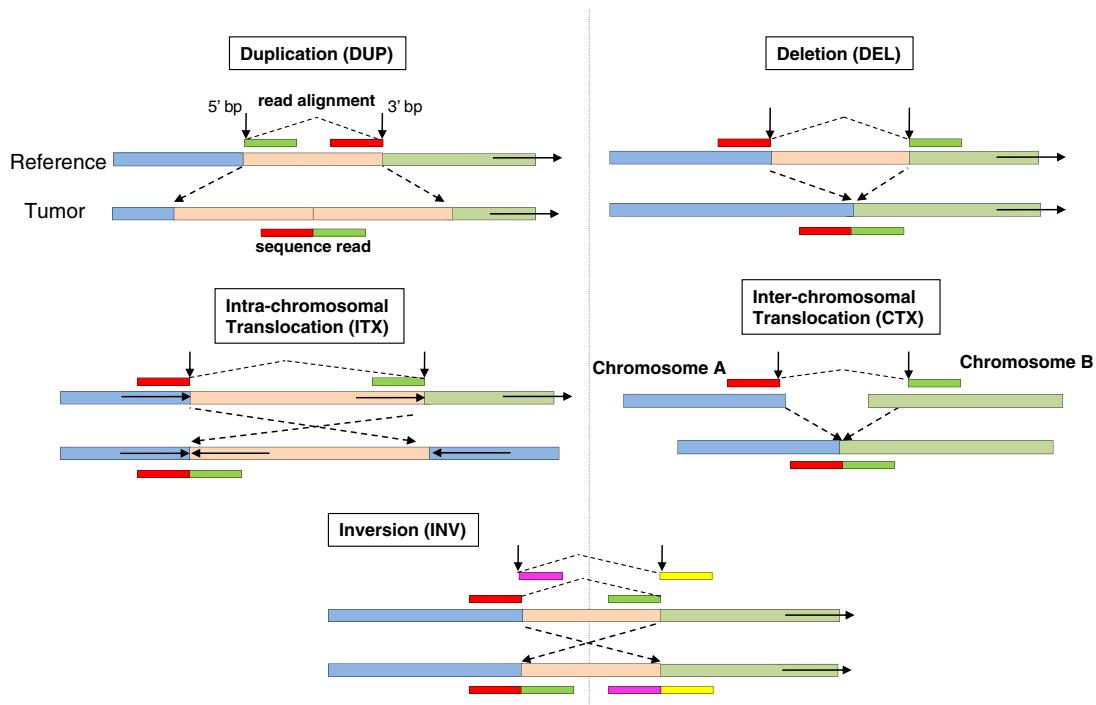 Duplication (DUP)
read alignment
5' bp
3' bp
Reference
Tumor
sequence read
Deletion (DEL)
Intra-chromosomal
Translocation (ITX)
Inter-chromosomal
Translocation (CTX)
Chromosome A
Chromosome B
Inversion (INV)